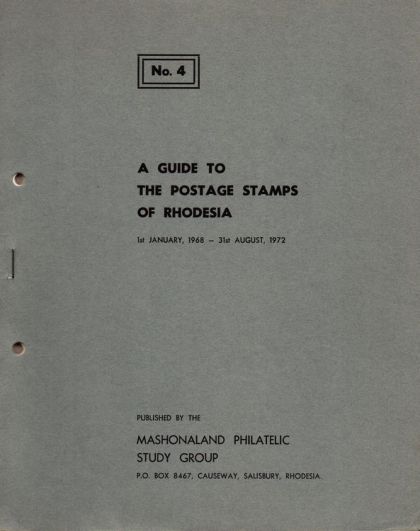 No. 4
A GUIDE TO
THE POSTAGE STAMPS
OF RHODESIA
1st JANUARY, 1968 – 31st AUGUST, 1972
PUBLISHED BY THE
MASHONALAND PHILATELIC
STUDY GROUP
P.O. BOX 8467, CAUSEWAY, SALISBURY, RHODESIA.